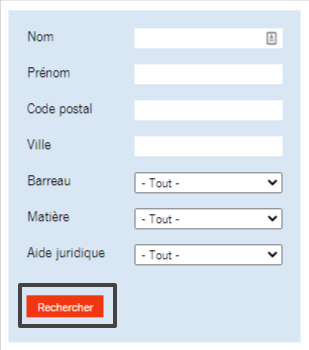 Nom
Prénom
Code postal
Ville
Barreau - Tout -
Matière - Tout -
Aide juridique - Tout -
Rechercher